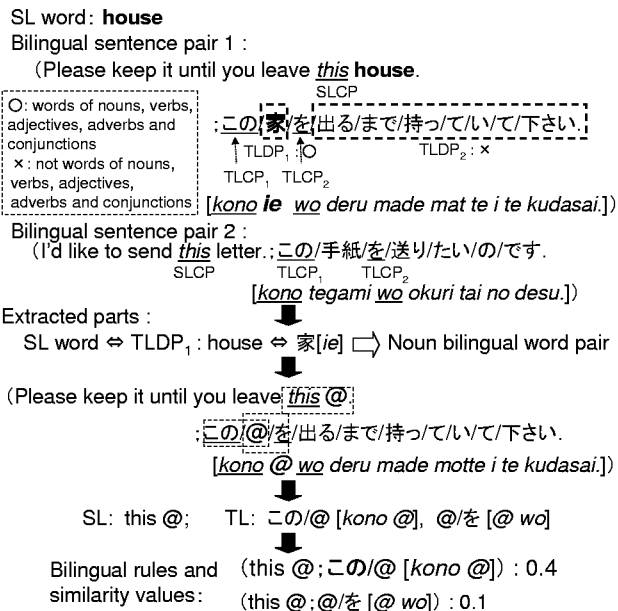 SL word: house
Bilingual sentence pair 1 :
(Please keep it until you leave this house.
SLCP
○: words of nouns, verbs,
adjectives, adverbs and
conjunctions
×: not words of nouns,
verbs, adjectives,
adverbs and conjunctions
;この/家/を/出る/まで/持っ/て/い/て/下さい.
TLDP1 : ○ TLDP2 : ×
TLCP1 TLCP2
[kono ie wo deru made mat te i te kudasai.])
Bilingual sentence pair 2 :
(I'd like to send this letter.;この/手紙/を/送り/たい/の/です.
SLCP TLCP1 TLCP2
[kono tegami wo okuri tai no desu.])
Extracted parts :
SL word ⇔ TLDP1 : house ⇔ 家[ie] ⇨ Noun bilingual word pair
(Please keep it until you leave this @.
;この/@/を/出る/まで/持っ/て/い/て/下さい.
[kono @ wo deru made motte i te kudasai.])
SL: this @; TL: この/@ [kono @], @/を [@ wo]
Bilingual rules and (this @;この/@ [kono @]) : 0.4
similarity values: (this @;@/を [@ wo]) : 0.1